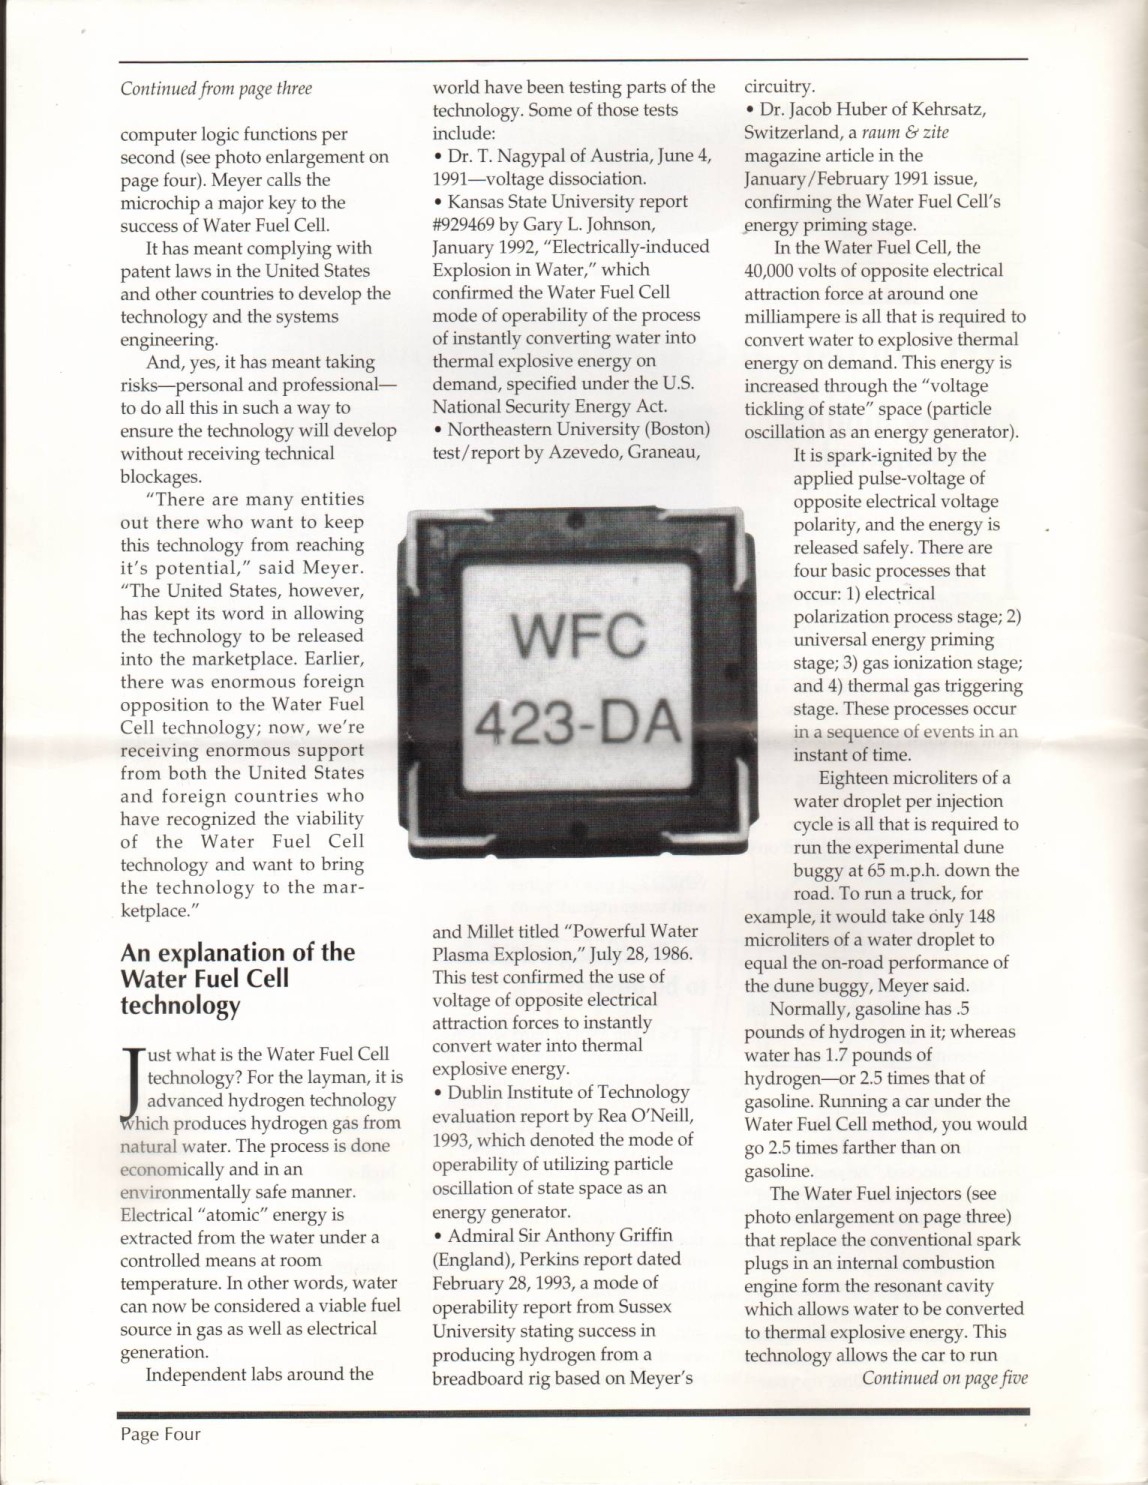 Continued from page three
computer logic functions per
second (see photo enlargement on
page four). Meyer calls the
microchip a major key to the
success of Water Fuel Cell.
It has meant complying with
patent laws in the United States
and other countries to develop the
technology and the systems
engineering.
And, yes, it has meant taking
risks—personal and professional—
to do all this in such a way to
ensure the technology will develop
without receiving technical
blockages.
"There are many entities
out there who want to keep
this technology from reaching
it's potential," said Meyer.
"The United States, however,
has kept its word in allowing
the technology to be released
into the marketplace. Earlier,
there was enormous foreign
opposition to the Water Fuel
Cell technology; now, we're
receiving enormous support
from both the United States
and foreign countries who
have recognized the viability
of the Water Fuel Cell
technology and want to bring
the technology to the mar-
ketplace."
An explanation of the
Water Fuel Cell
technology
Just what is the Water Fuel Cell
technology? For the layman, it is
advanced hydrogen technology
which produces hydrogen gas from
natural water. The process is done
economically and in an
environmentally safe manner.
Electrical "atomic" energy is
extracted from the water under a
controlled means at room
temperature. In other words, water
can now be considered a viable fuel
source in gas as well as electrical
generation.
Independent labs around the
world have been testing parts of the
technology. Some of those tests
include:
• Dr. T. Nagypal of Austria, June 4,
1991—voltage dissociation.
• Kansas State University report
#929469 by Gary L. Johnson,
January 1992, "Electrically-induced
Explosion in Water," which
confirmed the Water Fuel Cell
mode of operability of the process
of instantly converting water into
thermal explosive energy on
demand, specified under the U.S.
National Security Energy Act.
• Northeastern University (Boston)
test/report by Azevedo, Graneau,
WFC
423-DA
and Millet titled "Powerful Water
Plasma Explosion," July 28, 1986.
This test confirmed the use of
voltage of opposite electrical
attraction forces to instantly
convert water into thermal
explosive energy.
• Dublin Institute of Technology
evaluation report by Rea O'Neill,
1993, which denoted the mode of
operability of utilizing particle
oscillation of state space as an
energy generator.
• Admiral Sir Anthony Griffin
(England), Perkins report dated
February 28, 1993, a mode of
operability report from Sussex
University stating success in
producing hydrogen from a
breadboard rig based on Meyer's
circuitry.
• Dr. Jacob Huber of Kehrsatz,
Switzerland, a raum & zite
magazine article in the
January/February 1991 issue,
confirming the Water Fuel Cell's
energy priming stage.
In the Water Fuel Cell, the
40,000 volts of opposite electrical
attraction force at around one
milliampere is all that is required to
convert water to explosive thermal
energy on demand. This energy is
increased through the "voltage
tickling of state" space (particle
oscillation as an energy generator).
It is spark-ignited by the
applied pulse-voltage of
opposite electrical voltage
polarity, and the energy is
released safely. There are
four basic processes that
occur: 1) electrical
polarization process stage; 2)
universal energy priming
stage; 3) gas ionization stage;
and 4) thermal gas triggering
stage. These processes occur
in a sequence of events in an
instant of time.
Eighteen microliters of a
water droplet per injection
cycle is all that is required to
run the experimental dune
buggy at 65 m.p.h. down the
road. To run a truck, for
example, it would take only 148
microliters of a water droplet to
equal the on-road performance of
the dune buggy, Meyer said.
Normally, gasoline has .5
pounds of hydrogen in it; whereas
water has 1.7 pounds of
hydrogen—or 2.5 times that of
gasoline. Running a car under the
Water Fuel Cell method, you would
go 2.5 times farther than on
gasoline.
The Water Fuel injectors (see
photo enlargement on page three)
that replace the conventional spark
plugs in an internal combustion
engine form the resonant cavity
which allows water to be converted
to thermal explosive energy. This
technology allows the car to run
Continued on page five
Page Four